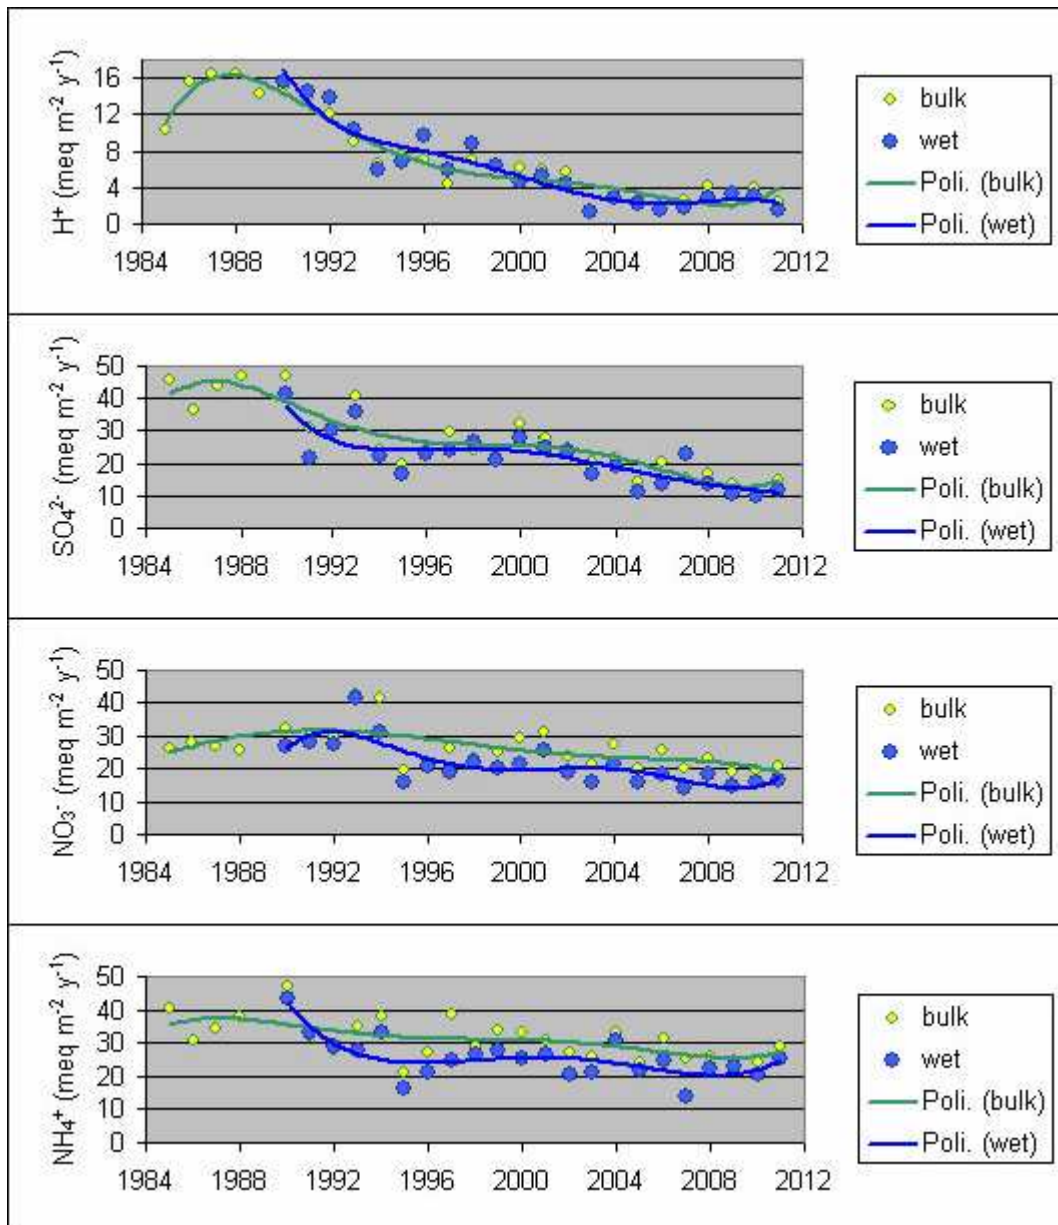 H⁺ (meq m⁻² y⁻¹)
16
12
8
4
0
1984 1988 1992 1996 2000 2004 2008 2012
bulk
wet
Poli. (bulk)
Poli. (wet)
SO₄²⁻ (meq m⁻² y⁻¹)
50
40
30
20
10
0
1984 1988 1992 1996 2000 2004 2008 2012
bulk
wet
Poli. (bulk)
Poli. (wet)
NO₃⁻ (meq m⁻² y⁻¹)
50
40
30
20
10
0
1984 1988 1992 1996 2000 2004 2008 2012
bulk
wet
Poli. (bulk)
Poli. (wet)
NH₄⁺ (meq m⁻² y⁻¹)
50
40
30
20
10
0
1984 1988 1992 1996 2000 2004 2008 2012
bulk
wet
Poli. (bulk)
Poli. (wet)